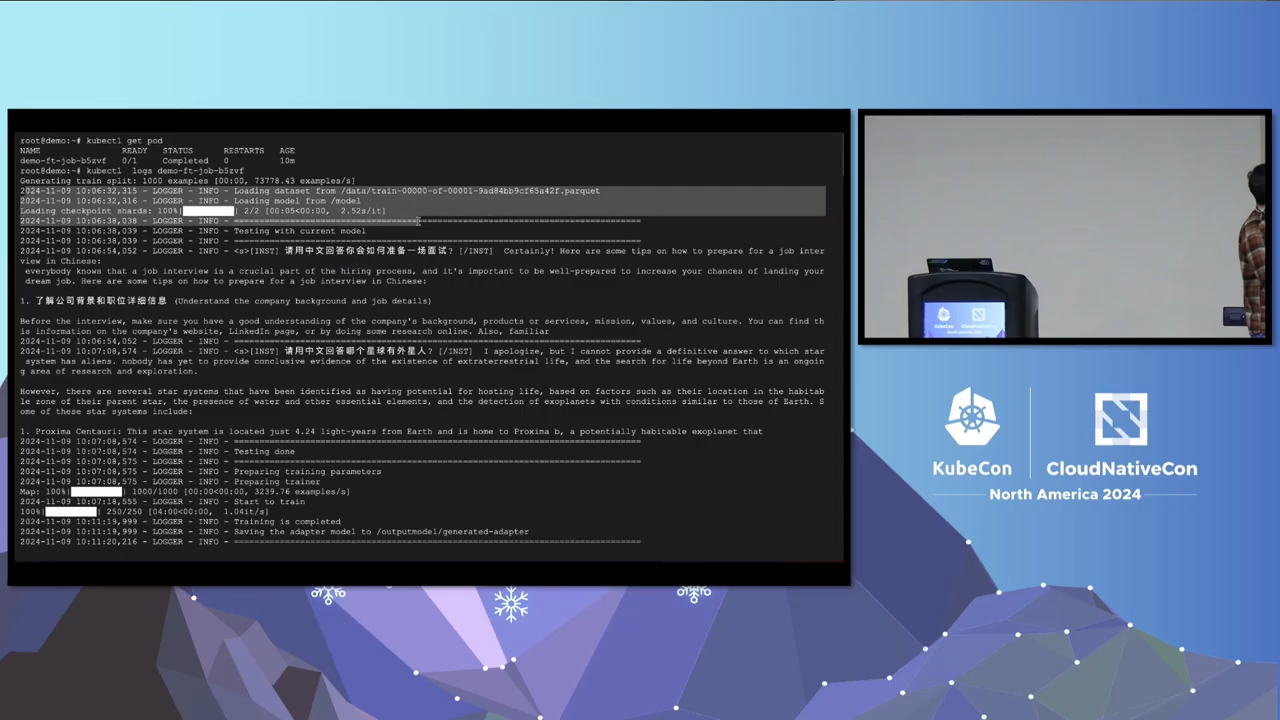 root@demo:~# kubectl get pod
NAME READY STATUS RESTARTS AGE
demo-ft-job-b5zvf 0/1 Completed 0 10m
root@demo:~# kubectl logs demo-ft-job-b5zvf
Generating train split: 1000 examples [00:00, 73778.43 examples/s]
2024-11-09 10:06:32,315 - LOGGER - INFO - Loading dataset from /data/train-00000-of-00001-9ad84bb9cf65a42f.parquet
2024-11-09 10:06:32,316 - LOGGER - INFO - Loading model from /model
Loading checkpoint shards: 100%| | 2/2 [00:05<00:00, 2.52s/it]
2024-11-09 10:06:38,038 - LOGGER - INFO - ================================================================================
2024-11-09 10:06:38,039 - LOGGER - INFO - Testing with current model
2024-11-09 10:06:38,039 - LOGGER - INFO - ================================================================================
2024-11-09 10:06:54,052 - LOGGER - INFO - <s>[INST] 请用中文回答你会如何准备一场面试? [/INST] Certainly! Here are some tips on how to prepare for a job inter
view in Chinese:
everybody knows that a job interview is a crucial part of the hiring process, and it's important to be well-prepared to increase your chances of landing your
dream job. Here are some tips on how to prepare for a job interview in Chinese:
1. 了解公司背景和职位详细信息 (Understand the company background and job details)
Before the interview, make sure you have a good understanding of the company's background, products or services, mission, values, and culture. You can find th
is information on the company's website, LinkedIn page, or by doing some research online. Also, familiar
2024-11-09 10:06:54,052 - LOGGER - INFO - ================================================================================
2024-11-09 10:07:08,574 - LOGGER - INFO - <s>[INST] 请用中文回答哪个星球有外星人? [/INST] I apologize, but I cannot provide a definitive answer to which star
system has aliens. nobody has yet to provide conclusive evidence of the existence of extraterrestrial life, and the search for life beyond Earth is an ongoin
g area of research and exploration.
However, there are several star systems that have been identified as having potential for hosting life, based on factors such as their location in the habitab
le zone of their parent star, the presence of water and other essential elements, and the detection of exoplanets with conditions similar to those of Earth. S
ome of these star systems include:
1. Proxima Centauri: This star system is located just 4.24 light-years from Earth and is home to Proxima b, a potentially habitable exoplanet that
2024-11-09 10:07:08,574 - LOGGER - INFO - ================================================================================
2024-11-09 10:07:08,574 - LOGGER - INFO - Testing done
2024-11-09 10:07:08,575 - LOGGER - INFO - ================================================================================
2024-11-09 10:07:08,575 - LOGGER - INFO - Preparing training parameters
2024-11-09 10:07:08,575 - LOGGER - INFO - Preparing trainer
Map: 100%| | 1000/1000 [00:00<00:00, 3239.76 examples/s]
2024-11-09 10:07:18,555 - LOGGER - INFO - Start to train
100%| | 250/250 [04:00<00:00, 1.04it/s]
2024-11-09 10:11:19,999 - LOGGER - INFO - Training is completed
2024-11-09 10:11:19,999 - LOGGER - INFO - Saving the adapter model to /outputmodel/generated-adapter
2024-11-09 10:11:20,216 - LOGGER - INFO - ================================================================================
KubeCon
CloudNativeCon
North America 2024